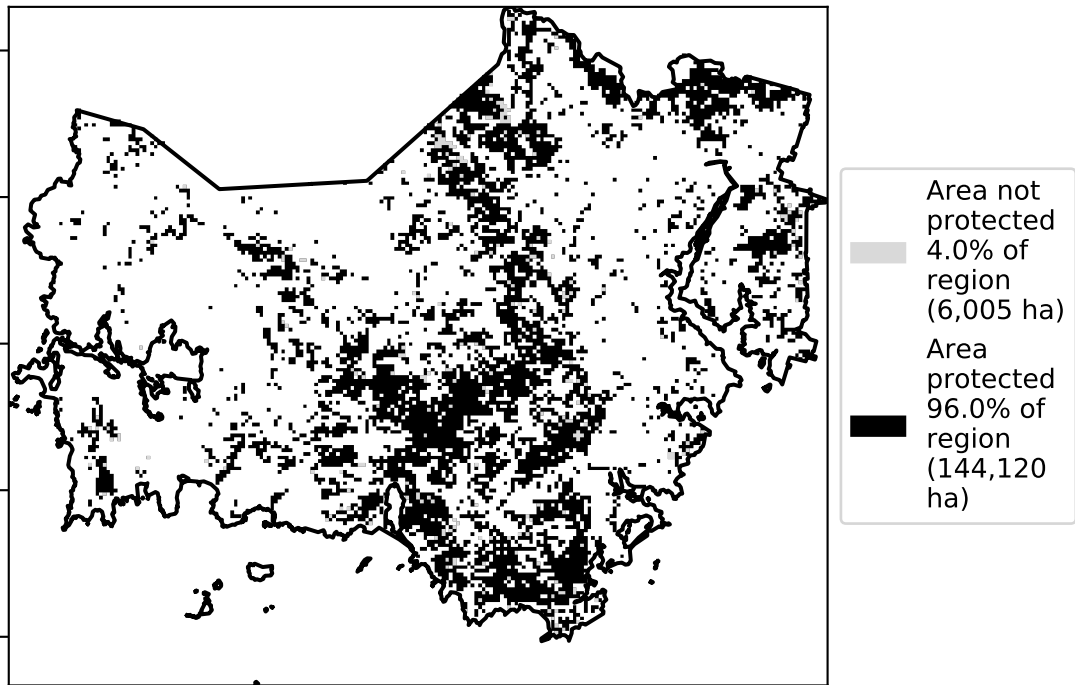 Area not
protected
4.0% of
region
(6,005 ha)
Area
protected
96.0% of
region
(144,120
ha)